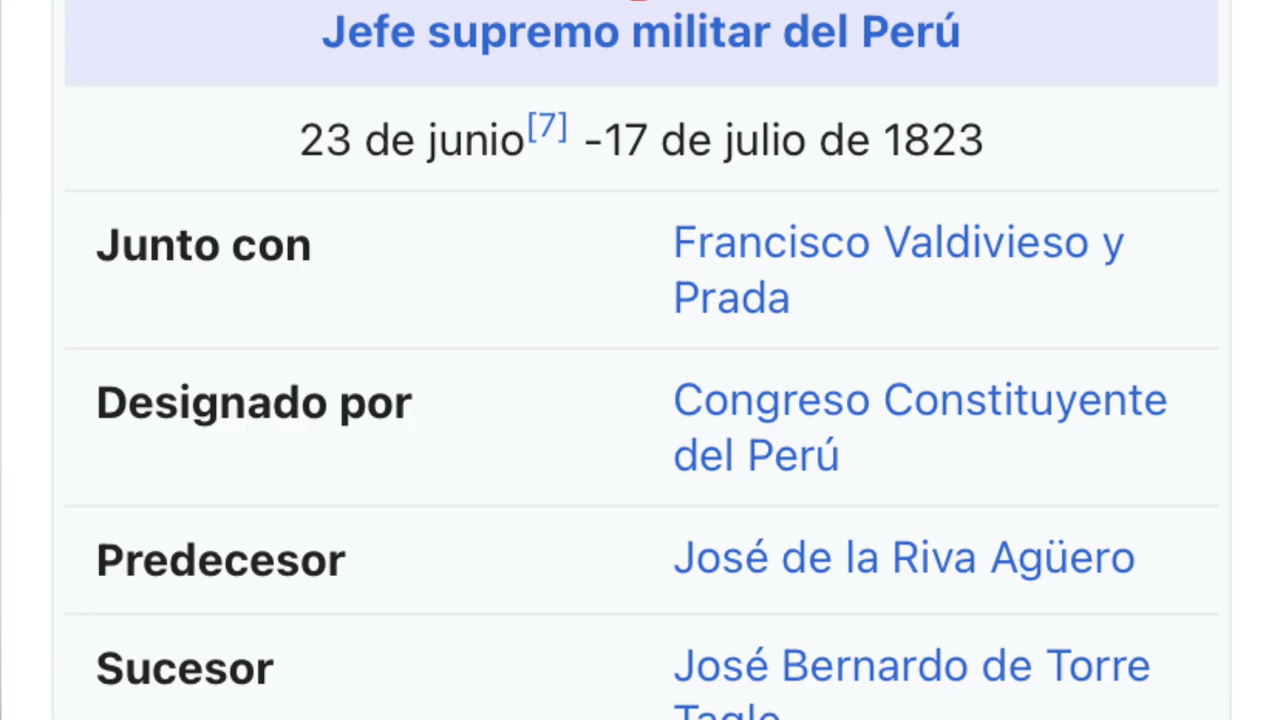 Jefe supremo militar del Perú
23 de junio[7] -17 de julio de 1823
Junto con
Francisco Valdivieso y
Prada
Designado por
Congreso Constituyente
del Perú
Predecesor
José de la Riva Agüero
Sucesor
José Bernardo de Torre
Tagle